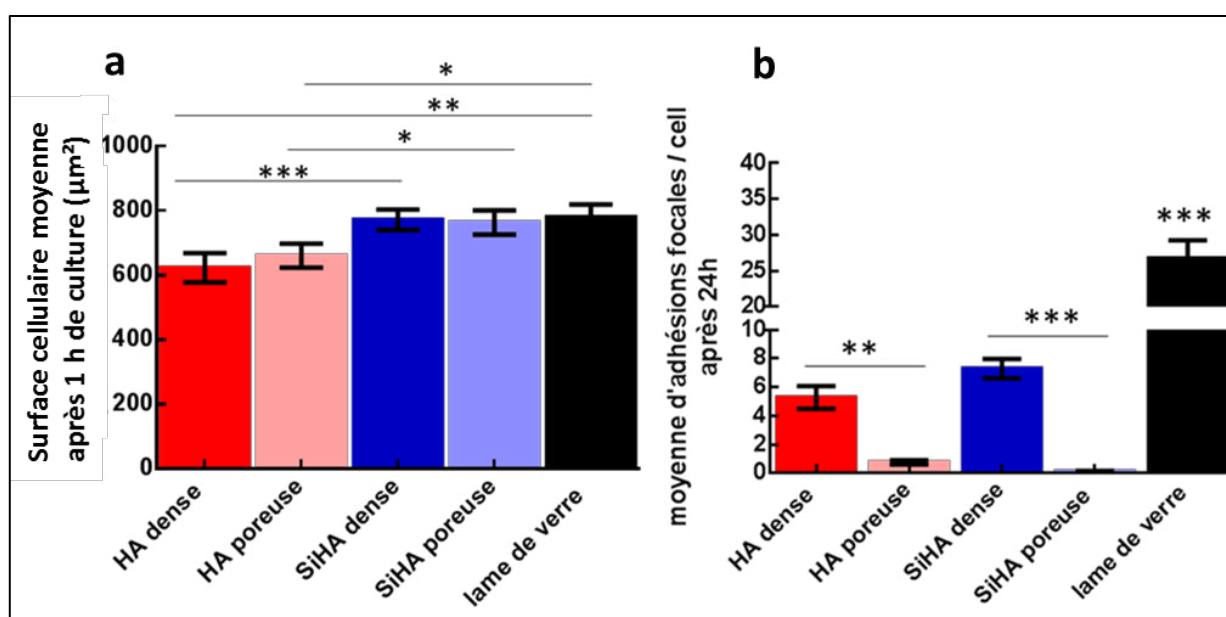 a
Surface cellulaire moyenne
après 1 h de culture (µm²)
1000
800
600
400
200
0
*
**
*
***
HA dense
HA poreuse
SiHA dense
SiHA poreuse
lame de verre
b
moyenne d'adhésions focales / cell
après 24h
40
35
30
25
20
10
8
6
4
2
0
**
***
***
HA dense
HA poreuse
SiHA dense
SiHA poreuse
lame de verre